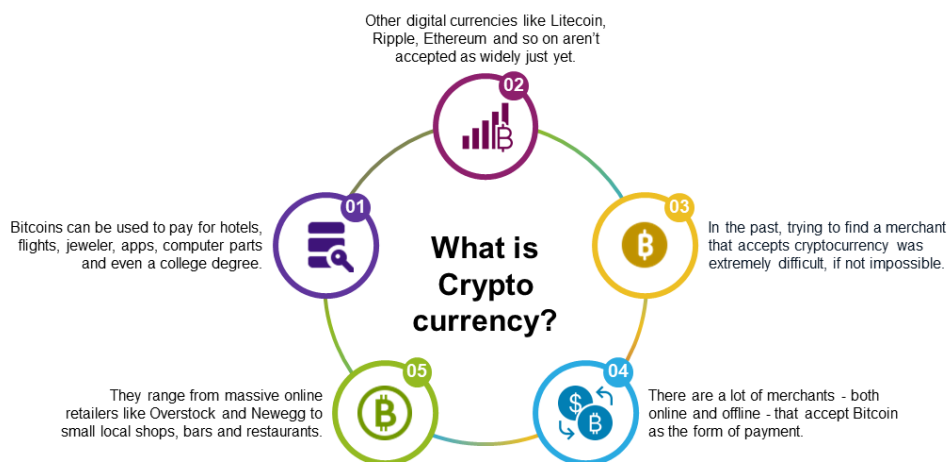 Other digital currencies like Litecoin,
Ripple, Ethereum and so on aren't
accepted as widely just yet.
02
01
Bitcoins can be used to pay for hotels,
flights, jeweler, apps, computer parts
and even a college degree.
What is
Crypto
currency?
03
In the past, trying to find a merchant
that accepts cryptocurrency was
extremely difficult, if not impossible.
05
They range from massive online
retailers like Overstock and Newegg to
small local shops, bars and restaurants.
04
There are a lot of merchants - both
online and offline - that accept Bitcoin
as the form of payment.